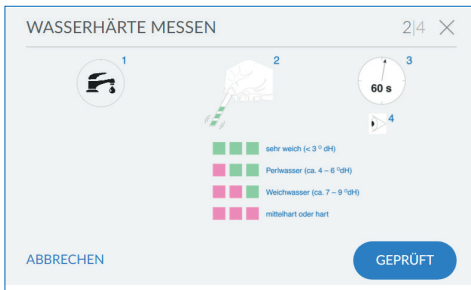 WASSERHÄRTE MESSEN
2|4
1
2
3
60 s
4
sehr weich (< 3 ° dH)
Perlwasser (ca. 4 – 6 °dH)
Weichwasser (ca. 7 – 9 °dH)
mittelhart oder hart
ABBRECHEN
GEPRÜFT